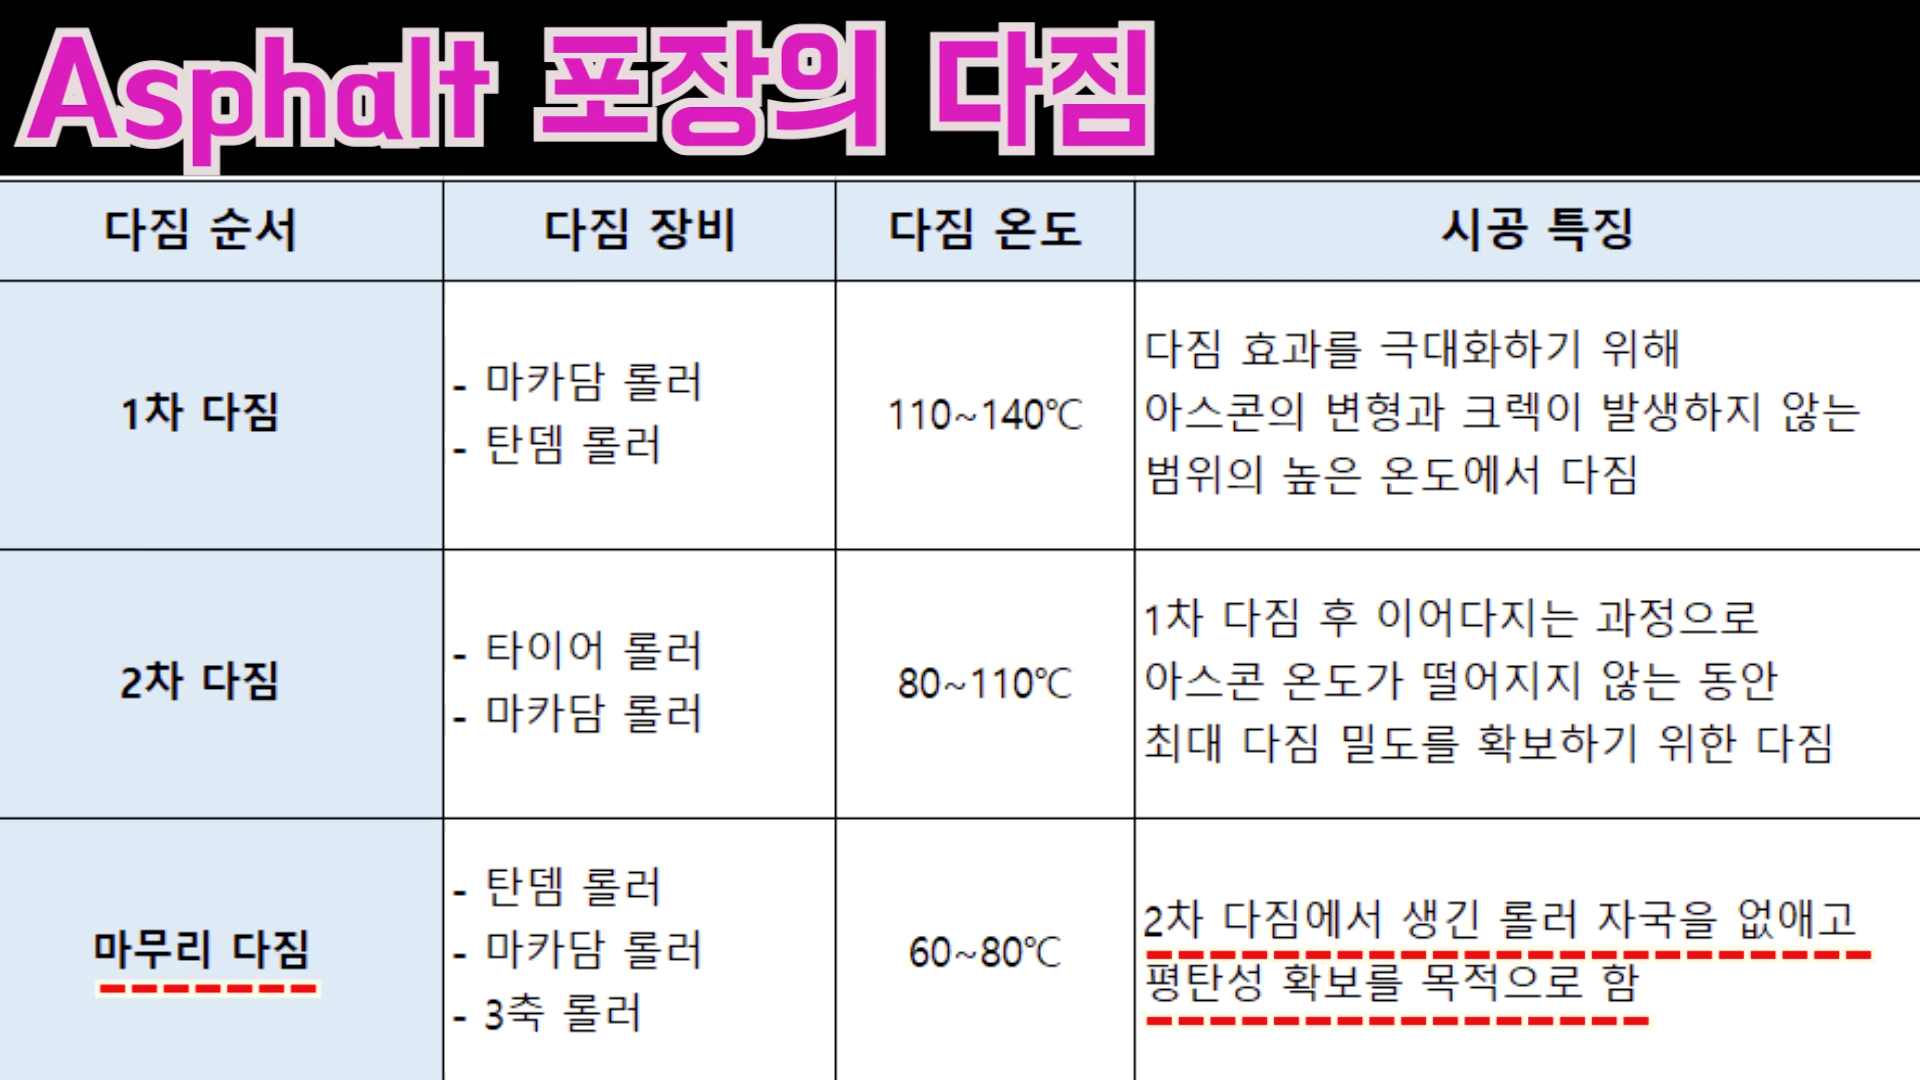 Asphalt 포장의 다짐
다짐 순서
다짐 장비
다짐 온도
시공 특징
1차 다짐
- 마카담 롤러
- 탄뎀 롤러
110~140℃
다짐 효과를 극대화하기 위해
아스콘의 변형과 크렉이 발생하지 않는
범위의 높은 온도에서 다짐
2차 다짐
- 타이어 롤러
- 마카담 롤러
80~110℃
1차 다짐 후 이어다지는 과정으로
아스콘 온도가 떨어지지 않는 동안
최대 다짐 밀도를 확보하기 위한 다짐
마무리 다짐
- 탄뎀 롤러
- 마카담 롤러
- 3축 롤러
60~80℃
2차 다짐에서 생긴 롤러 자국을 없애고
평탄성 확보를 목적으로 함